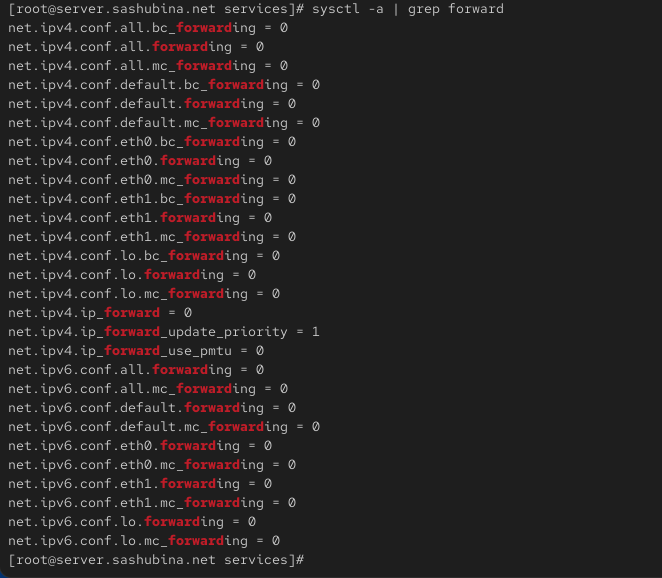 [root@server.sashubina.net services]# sysctl -a | grep forward
net.ipv4.conf.all.bc_forwarding = 0
net.ipv4.conf.all.forwarding = 0
net.ipv4.conf.all.mc_forwarding = 0
net.ipv4.conf.default.bc_forwarding = 0
net.ipv4.conf.default.forwarding = 0
net.ipv4.conf.default.mc_forwarding = 0
net.ipv4.conf.eth0.bc_forwarding = 0
net.ipv4.conf.eth0.forwarding = 0
net.ipv4.conf.eth0.mc_forwarding = 0
net.ipv4.conf.eth1.bc_forwarding = 0
net.ipv4.conf.eth1.forwarding = 0
net.ipv4.conf.eth1.mc_forwarding = 0
net.ipv4.conf.lo.bc_forwarding = 0
net.ipv4.conf.lo.forwarding = 0
net.ipv4.conf.lo.mc_forwarding = 0
net.ipv4.ip_forward = 0
net.ipv4.ip_forward_update_priority = 1
net.ipv4.ip_forward_use_pmtu = 0
net.ipv6.conf.all.forwarding = 0
net.ipv6.conf.all.mc_forwarding = 0
net.ipv6.conf.default.forwarding = 0
net.ipv6.conf.default.mc_forwarding = 0
net.ipv6.conf.eth0.forwarding = 0
net.ipv6.conf.eth0.mc_forwarding = 0
net.ipv6.conf.eth1.forwarding = 0
net.ipv6.conf.eth1.mc_forwarding = 0
net.ipv6.conf.lo.forwarding = 0
net.ipv6.conf.lo.mc_forwarding = 0
[root@server.sashubina.net services]#